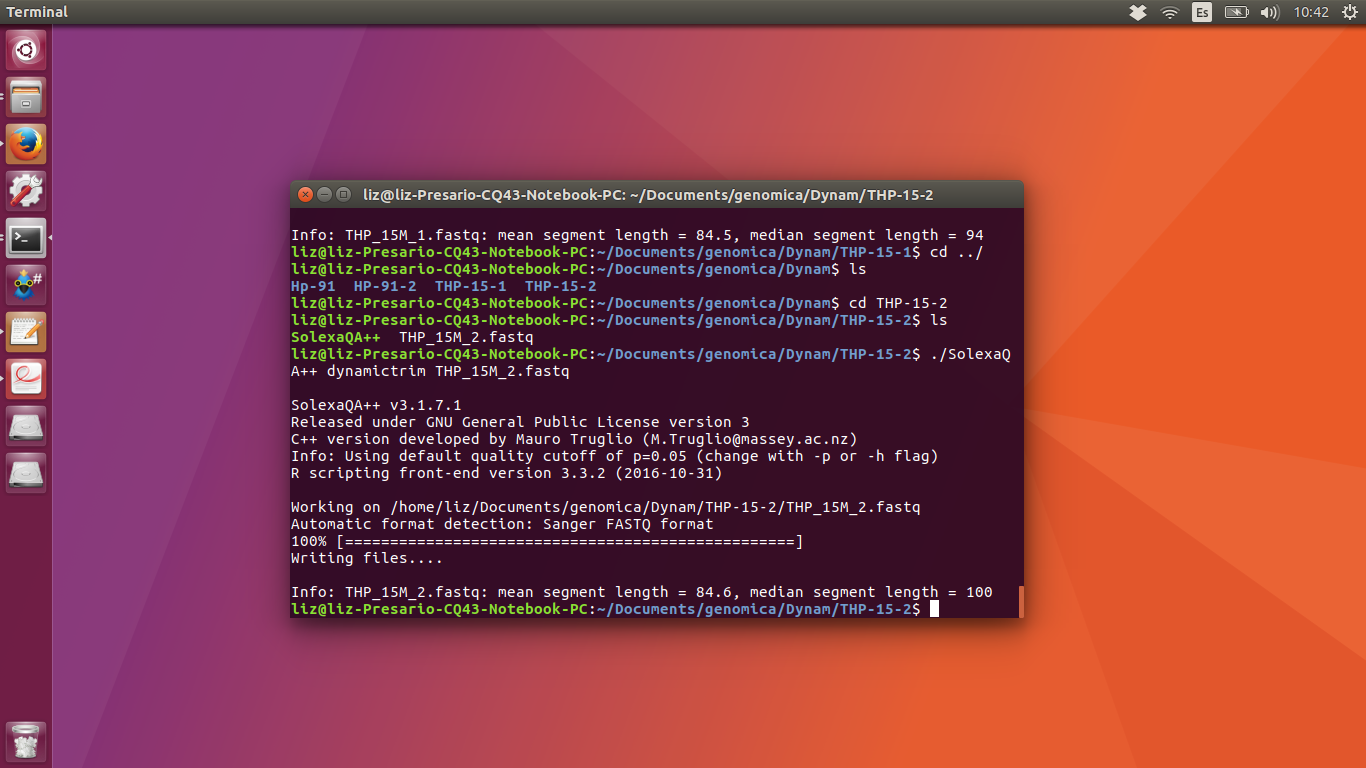 Terminal
Es
10:42
liz@liz-Presario-CQ43-Notebook-PC: ~/Documents/genomica/Dynam/THP-15-2
Info: THP_15M_1.fastq: mean segment length = 84.5, median segment length = 94
liz@liz-Presario-CQ43-Notebook-PC:~/Documents/genomica/Dynam/THP-15-1$ cd ../
liz@liz-Presario-CQ43-Notebook-PC:~/Documents/genomica/Dynam$ ls
Hp-91  HP-91-2  THP-15-1  THP-15-2
liz@liz-Presario-CQ43-Notebook-PC:~/Documents/genomica/Dynam$ cd THP-15-2
liz@liz-Presario-CQ43-Notebook-PC:~/Documents/genomica/Dynam/THP-15-2$ ls
SolexaQA++  THP_15M_2.fastq
liz@liz-Presario-CQ43-Notebook-PC:~/Documents/genomica/Dynam/THP-15-2$ ./SolexaQ
A++ dynamictrim THP_15M_2.fastq
SolexaQA++ v3.1.7.1
Released under GNU General Public License version 3
C++ version developed by Mauro Truglio (M.Truglio@massey.ac.nz)
Info: Using default quality cutoff of p=0.05 (change with -p or -h flag)
R scripting front-end version 3.3.2 (2016-10-31)
Working on /home/liz/Documents/genomica/Dynam/THP-15-2/THP_15M_2.fastq
Automatic format detection: Sanger FASTQ format
100% [==================================================]
Writing files....
Info: THP_15M_2.fastq: mean segment length = 84.6, median segment length = 100
liz@liz-Presario-CQ43-Notebook-PC:~/Documents/genomica/Dynam/THP-15-2$